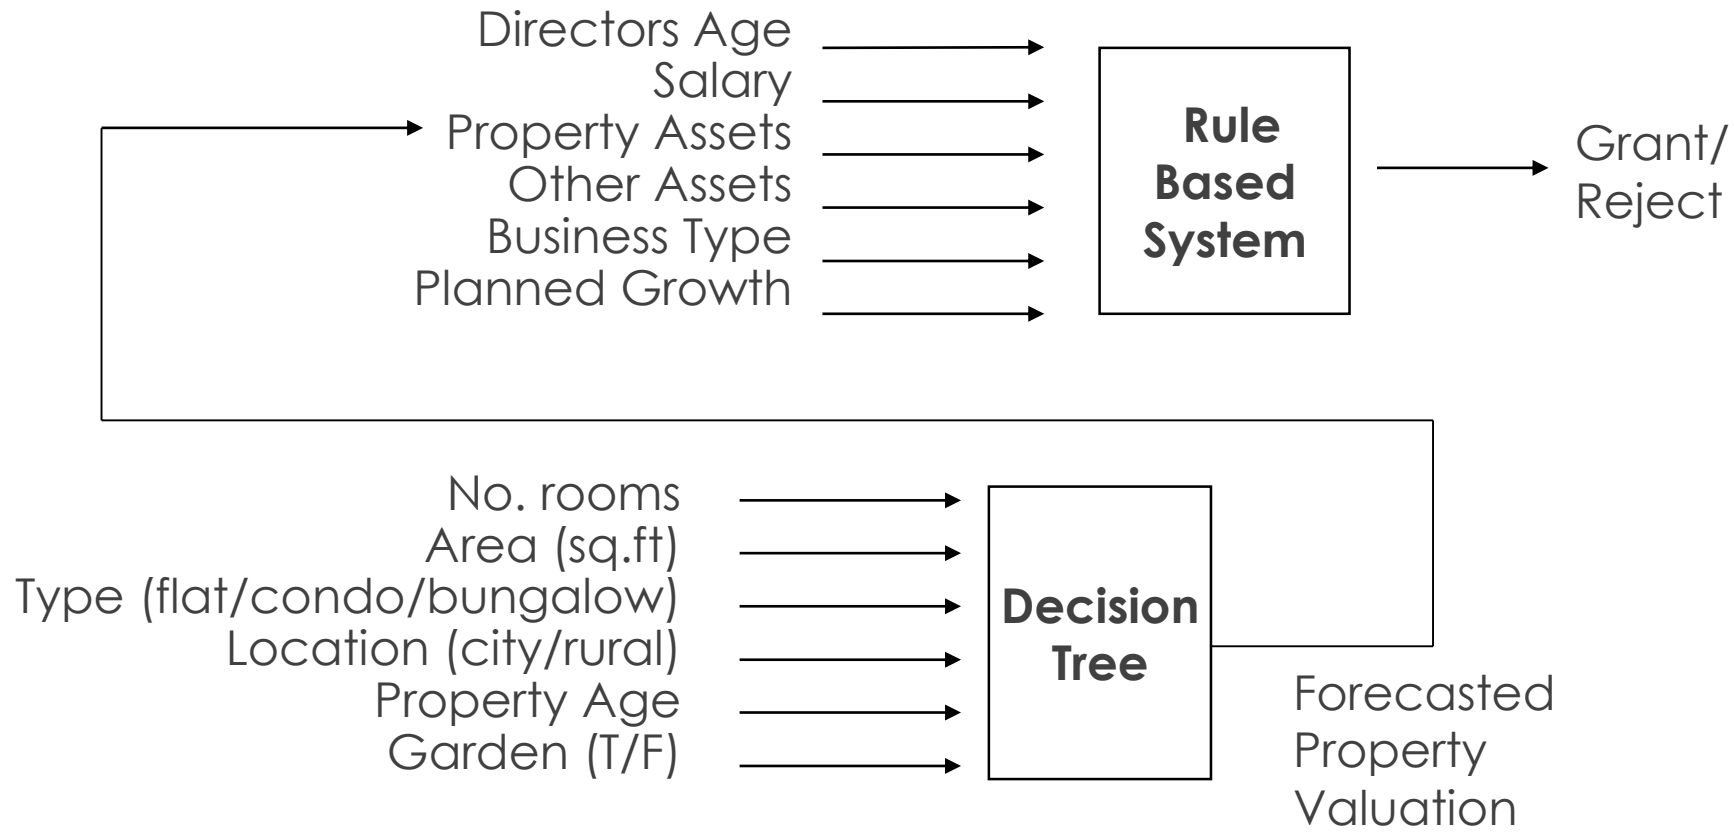 Directors Age
Salary
Property Assets
Other Assets
Business Type
Planned Growth
Rule
Based
System
Grant/
Reject
No. rooms
Area (sq.ft)
Type (flat/condo/bungalow)
Location (city/rural)
Property Age
Garden (T/F)
Decision
Tree
Forecasted
Property
Valuation